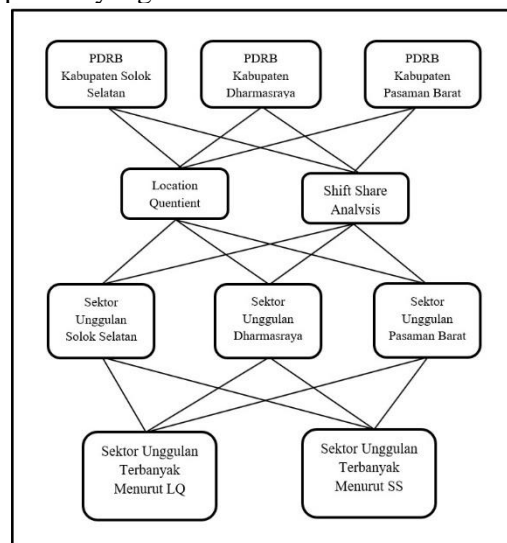 PDRB
Kabupaten Solok
Selatan
PDRB
Kabupaten
Dharmasraya
PDRB
Kabupaten
Pasaman Barat
Location
Quentient
Shift Share
Analysis
Sektor
Unggulan
Solok Selatan
Sektor
Unggulan
Dharmasraya
Sektor
Unggulan
Pasaman Barat
Sektor Unggulan
Terbanyak
Menurut LQ
Sektor Unggulan
Terbanyak
Menurut SS